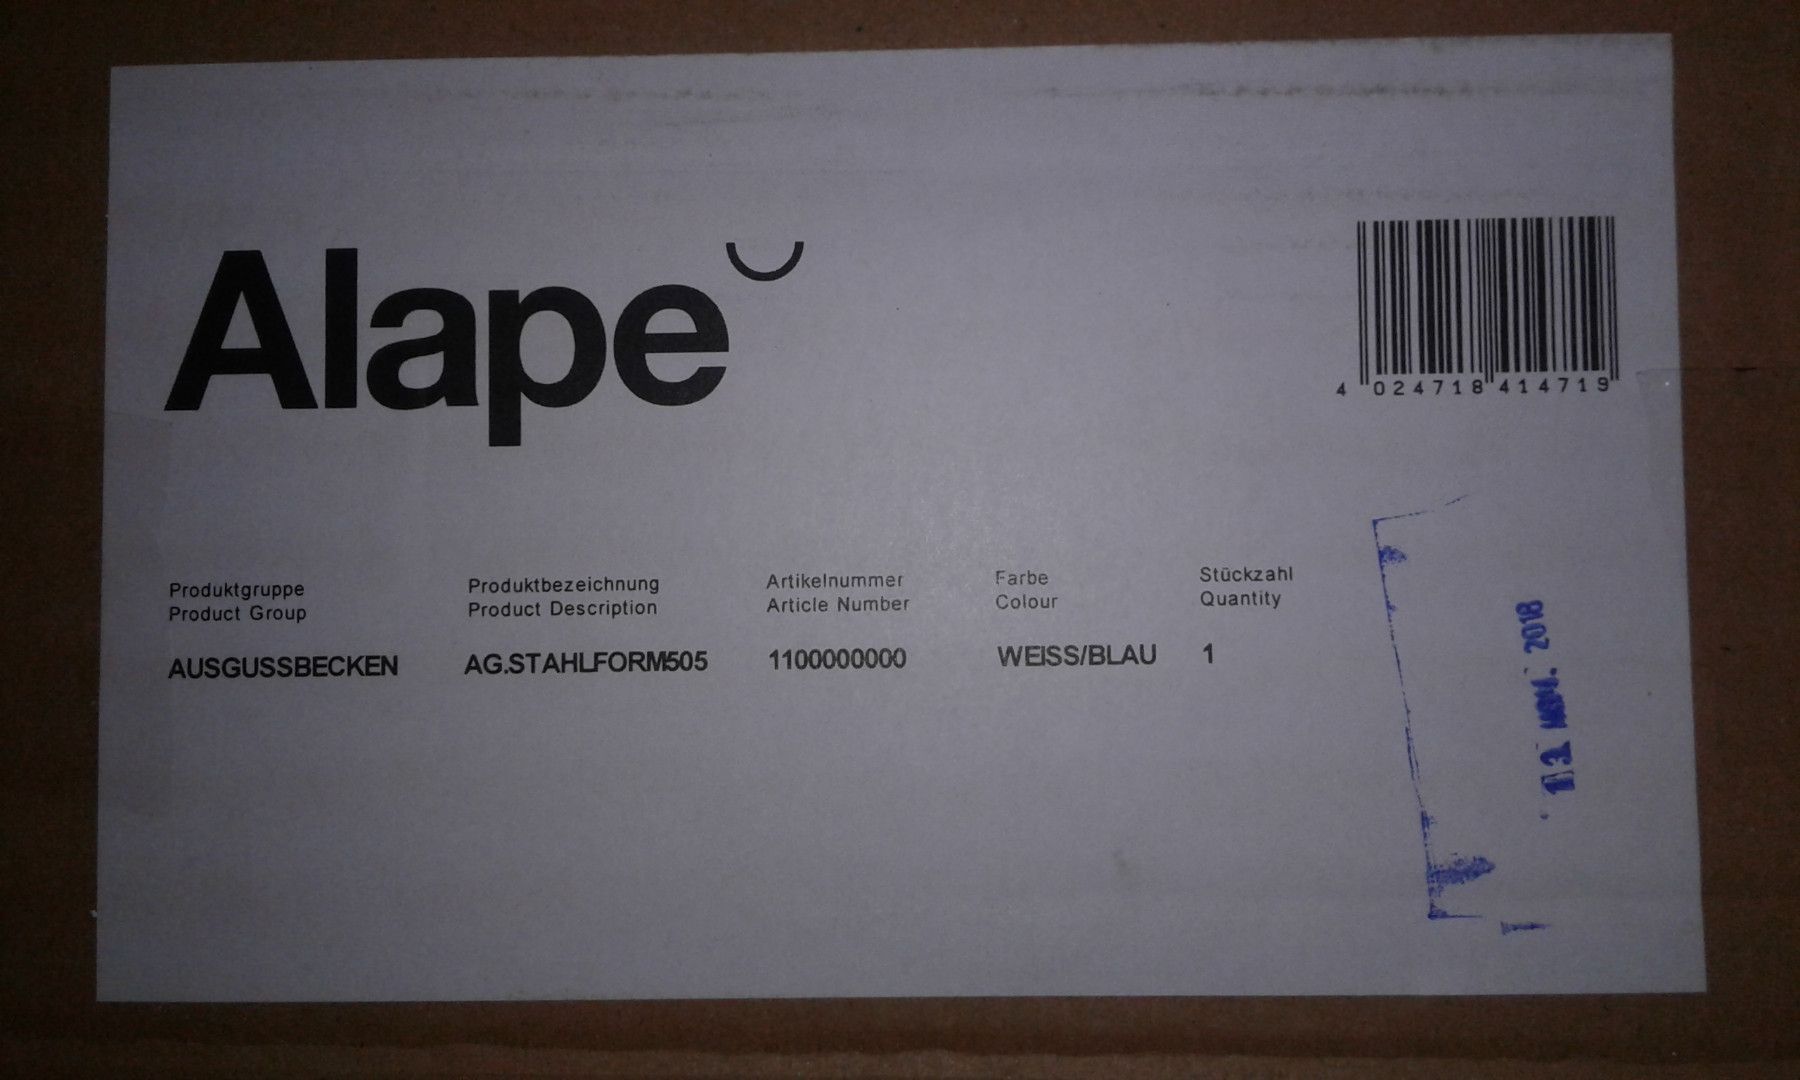 Alape
4 024718 414719
Produktgruppe
Product Group
AUSGUSSBECKEN
Produktbezeichnung
Product Description
AG.STAHLFORM505
Artikelnummer
Article Number
1100000000
Farbe
Colour
WEISS/BLAU
Stückzahl
Quantity
1
2018